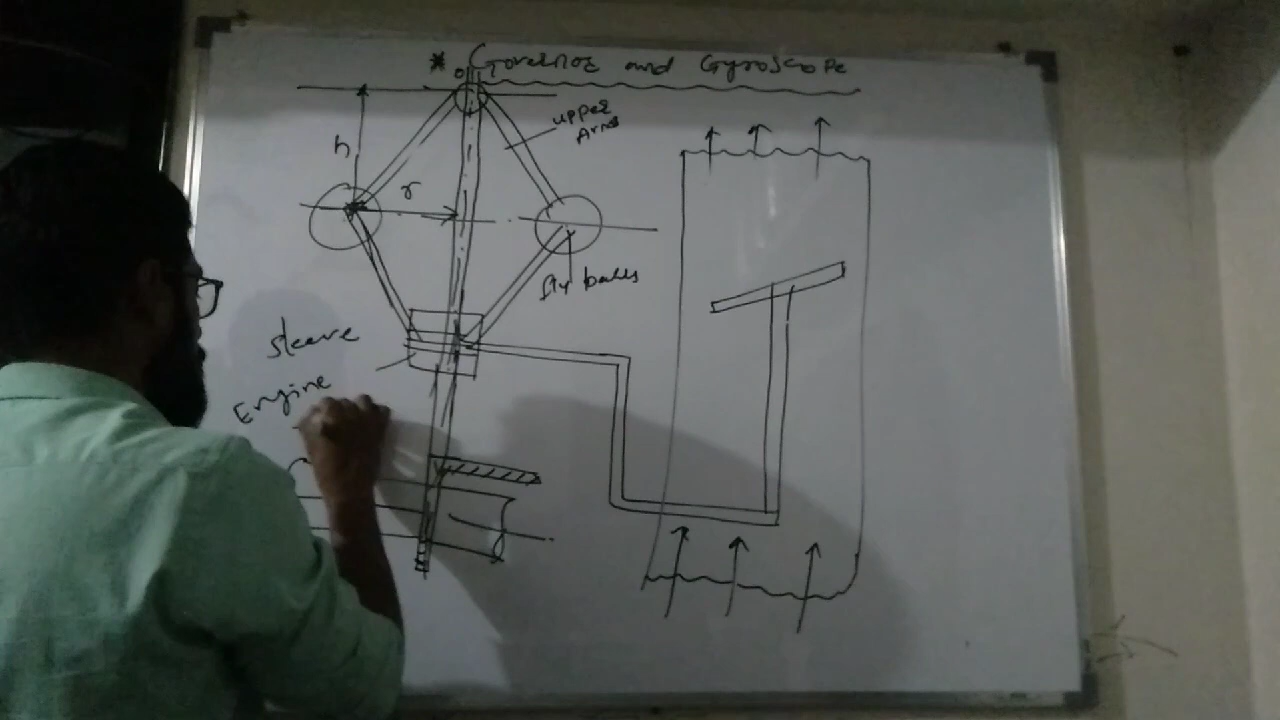 * Governor and Gyroscope
o
upper
Arms
h
r
fly balls
sleeve
Engine